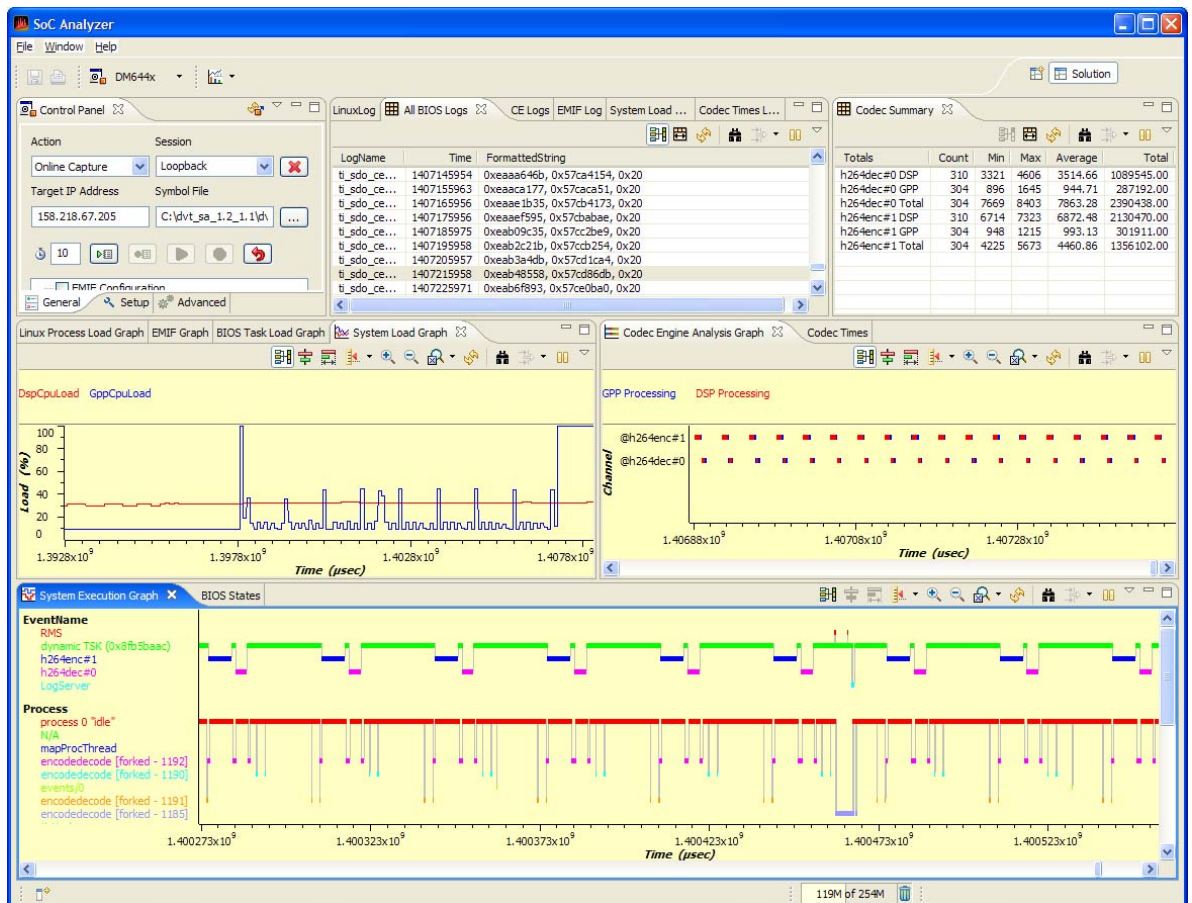 SoC Analyzer
File Window Help
DM644x
Solution
Control Panel
Action Session
Online Capture Loopback
Target IP Address Symbol File
158.218.67.205 C:\dvt_sa_1.2_1.1\d\ ...
10
EMIF Configuration
General Setup Advanced
LinuxLog All BIOS Logs CE Logs EMIF Log System Load ... Codec Times L...
LogName Time FormattedString
ti_sdo_ce... 1407145954 0xeaaa646b, 0x57ca4154, 0x20
ti_sdo_ce... 1407155963 0xeaaca177, 0x57caca51, 0x20
ti_sdo_ce... 1407165956 0xeaae1b35, 0x57cb4173, 0x20
ti_sdo_ce... 1407175956 0xeaaef595, 0x57cbabae, 0x20
ti_sdo_ce... 1407185975 0xeab09c35, 0x57cc2be9, 0x20
ti_sdo_ce... 1407195958 0xeab2c21b, 0x57ccb254, 0x20
ti_sdo_ce... 1407205957 0xeab3a4db, 0x57cd1ca4, 0x20
ti_sdo_ce... 1407215958 0xeab48558, 0x57cd86db, 0x20
ti_sdo_ce... 1407225971 0xeab6f893, 0x57ce0ba0, 0x20
Codec Summary
Totals Count Min Max Average Total
h264dec#0 DSP 310 3321 4606 3514.66 1089545.00
h264dec#0 GPP 304 896 1645 944.71 287192.00
h264dec#0 Total 304 7669 8403 7863.28 2390438.00
h264enc#1 DSP 310 6714 7323 6872.48 2130470.00
h264enc#1 GPP 304 948 1215 993.13 301911.00
h264enc#1 Total 304 4225 5673 4460.86 1356102.00
Linux Process Load Graph EMIF Graph BIOS Task Load Graph System Load Graph
DspCpuLoad GppCpuLoad
Load (%)
100
80
60
40
20
0
1.3928x10⁹ 1.3978x10⁹ 1.4028x10⁹ 1.4078x10⁹
Time (µsec)
Codec Engine Analysis Graph Codec Times
GPP Processing DSP Processing
Channel
@h264enc#1
@h264dec#0
1.40688x10⁹ 1.40708x10⁹ 1.40728x10⁹
Time (usec)
System Execution Graph BIOS States
EventName
RMS
dynamic TSK (0x8fb5baac)
h264enc#1
h264dec#0
LogServer
Process
process 0 "idle"
N/A
mapProcThread
encodedecode [forked - 1192]
encodedecode [forked - 1190]
events/0
encodedecode [forked - 1191]
encodedecode [forked - 1185]
1.400273x10⁹ 1.400323x10⁹ 1.400373x10⁹ 1.400423x10⁹ 1.400473x10⁹ 1.400523x10⁹
Time (µsec)
119M of 254M